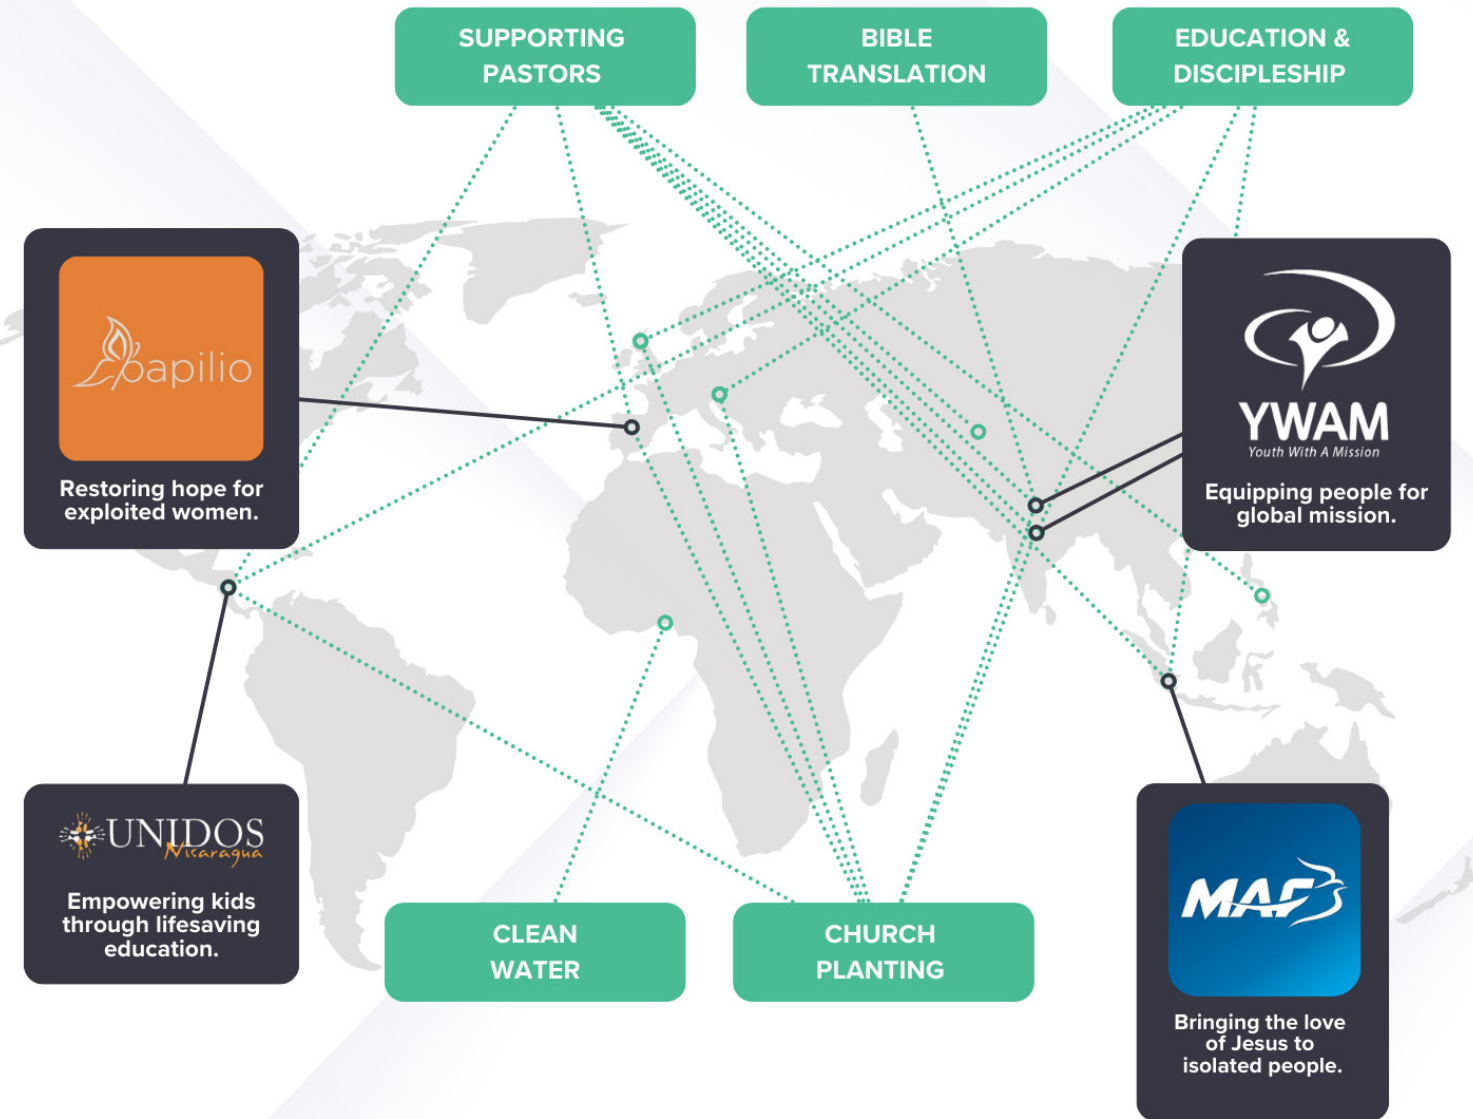 SUPPORTING
PASTORS
BIBLE
TRANSLATION
EDUCATION &
DISCIPLESHIP
papilio
Restoring hope for
exploited women.
YWAM
Youth With A Mission
Equipping people for
global mission.
UNIDOS
Nicaragua
Empowering kids
through lifesaving
education.
CLEAN
WATER
CHURCH
PLANTING
MAF
Bringing the love
of Jesus to
isolated people.